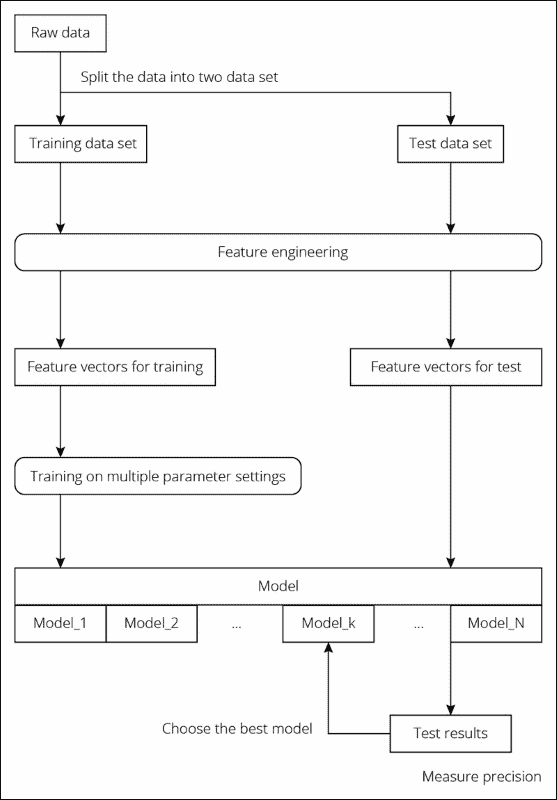 Raw data
Split the data into two data set
Training data set
Test data set
Feature engineering
Feature vectors for training
Feature vectors for test
Training on multiple parameter settings
Model
Model_1
Model_2
...
Model_k
...
Model_N
Choose the best model
Test results
Measure precision